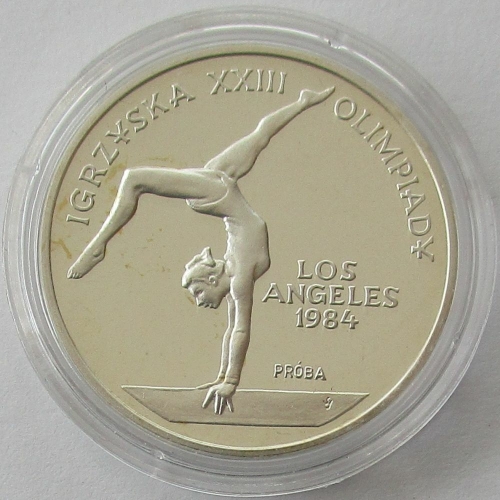 IGRZYSKA XXIII OLIMPIADY
LOS
ANGELES
1984
PRÓBA